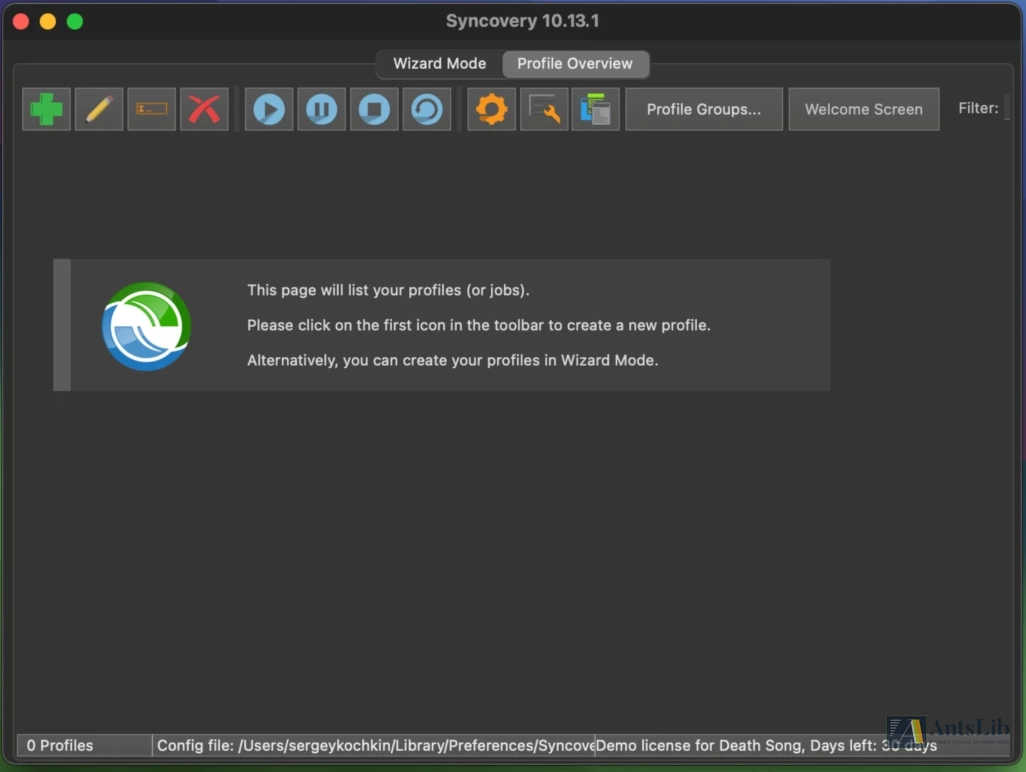 Syncovery 10.13.1
Wizard Mode
Profile Overview
Profile Groups...
Welcome Screen
Filter:
This page will list your profiles (or jobs).
Please click on the first icon in the toolbar to create a new profile.
Alternatively, you can create your profiles in Wizard Mode.
AntsLib
0 Profiles
Config file: /Users/sergeykochkin/Library/Preferences/Syncove
Demo license for Death Song, Days left: 30 days